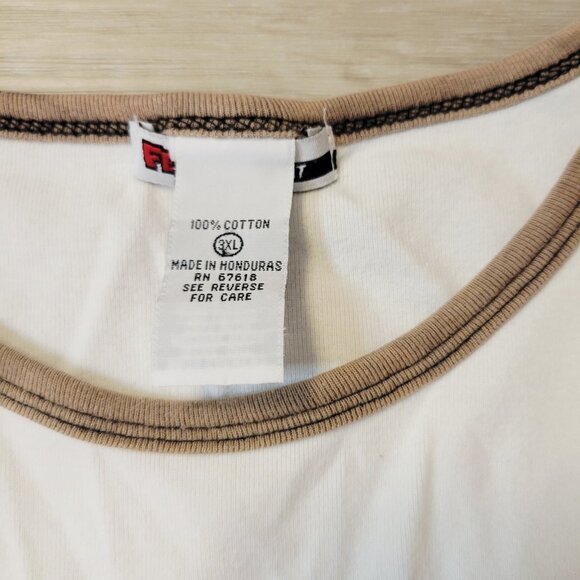 100% COTTON
3XL
MADE IN HONDURAS
RN 67618
SEE REVERSE
FOR CARE